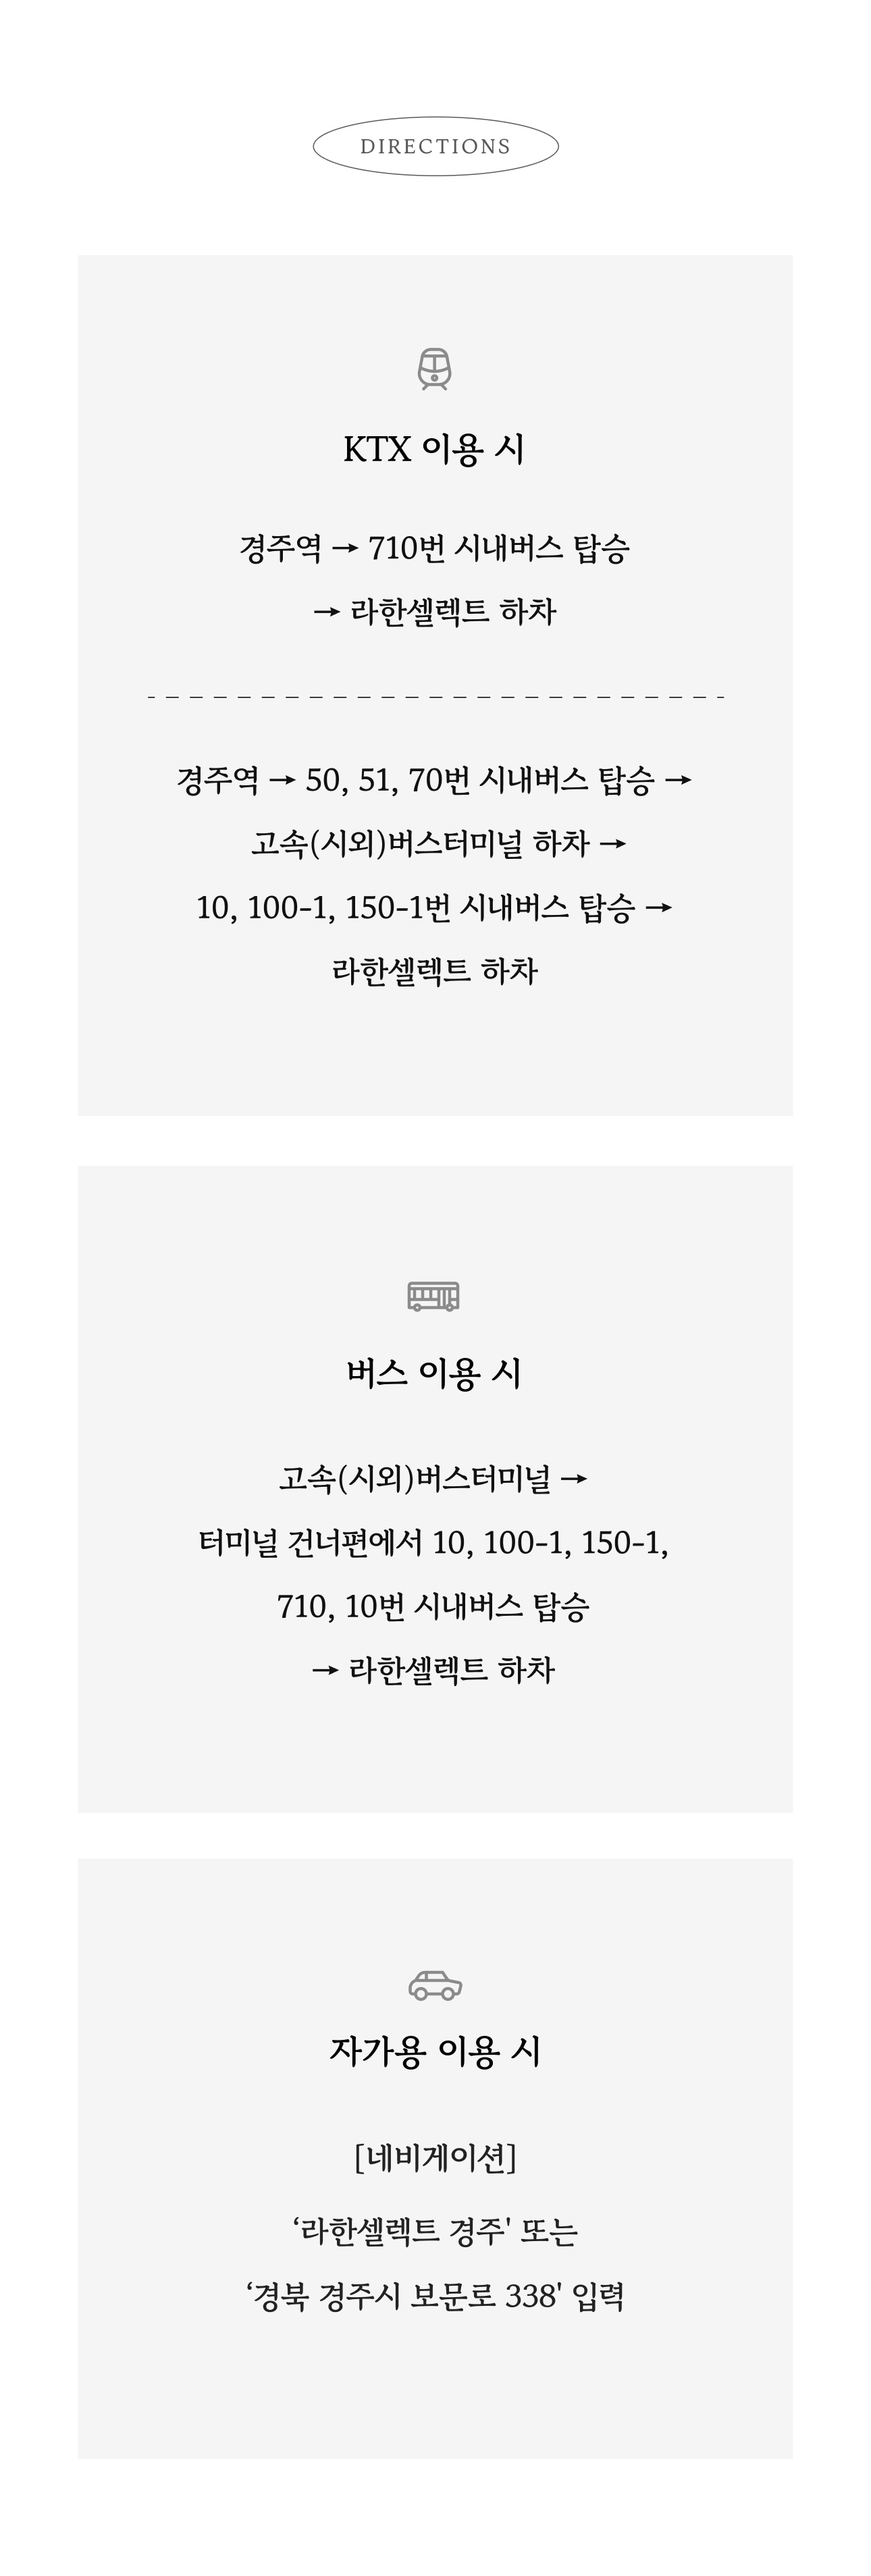 DIRECTIONS
KTX 이용 시
경주역 → 710번 시내버스 탑승
→ 라한셀렉트 하차
경주역 → 50, 51, 70번 시내버스 탑승 →
고속(시외)버스터미널 하차 →
10, 100-1, 150-1번 시내버스 탑승 →
라한셀렉트 하차
버스 이용 시
고속(시외)버스터미널 →
터미널 건너편에서 10, 100-1, 150-1,
710, 10번 시내버스 탑승
→ 라한셀렉트 하차
자가용 이용 시
[네비게이션]
‘라한셀렉트 경주' 또는
‘경북 경주시 보문로 338' 입력